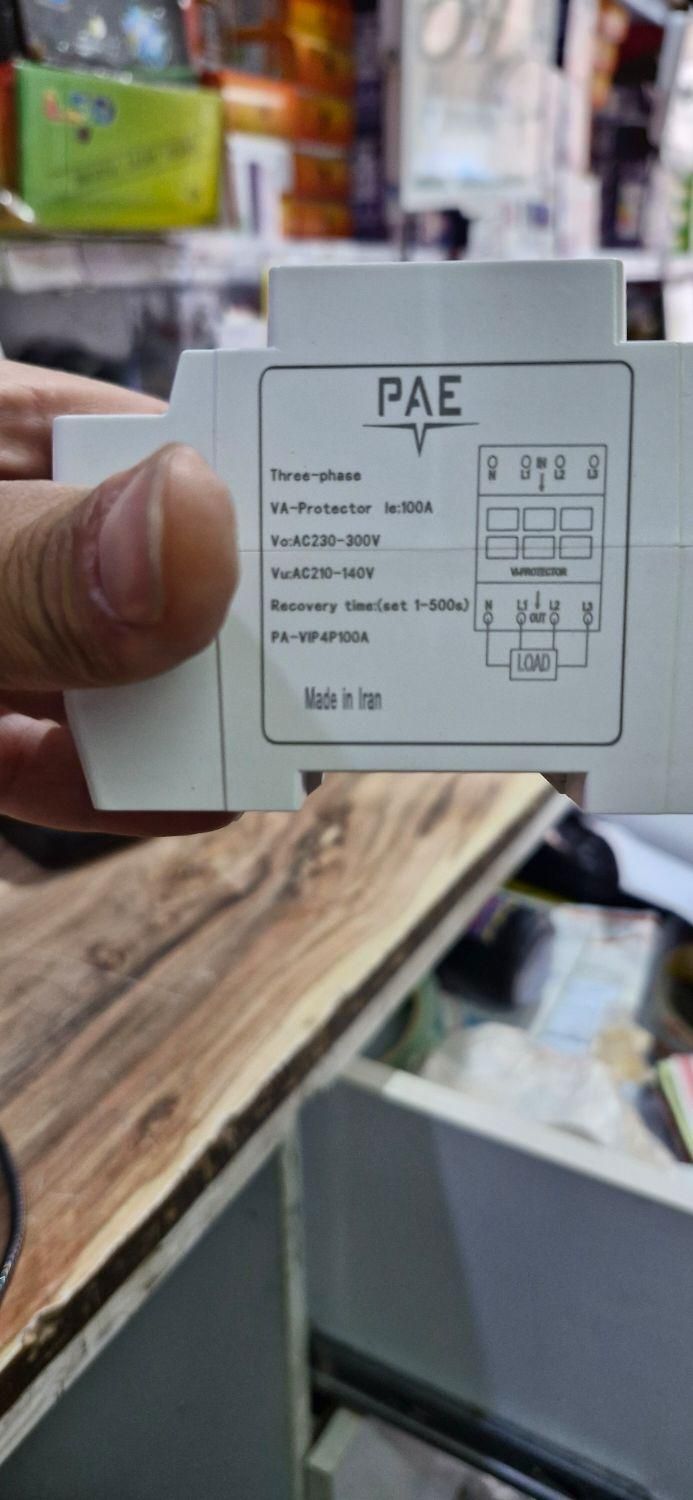 PAE
Three-phase
VA-Protector Ie:100A
Vo:AC230-300V
Vu:AC210-140V
Recovery time:(set 1-500s)
PA-VIP4P100A
Made in Iran
IN
N L1 L2 L3
V/A-PROTECTOR
N L1 L2 L3
OUT
LOAD